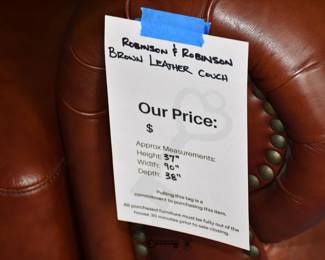 ROBINSON & ROBINSON
BROWN LEATHER COUCH
Our Price:
$
Approx Measurements:
Height: 37"
Width: 90"
Depth: 38"
Pulling this tag is a
commitment to purchasing this item.
All purchased furniture must be fully out of the
house 30 minutes prior to sale closing.